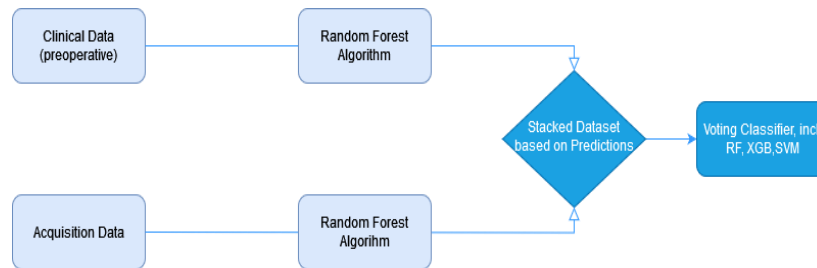 Clinical Data
(preoperative)
Random Forest
Algorithm
Stacked Dataset
based on Predictions
Voting Classifier, incl
RF, XGB,SVM
Acquisition Data
Random Forest
Algorihm